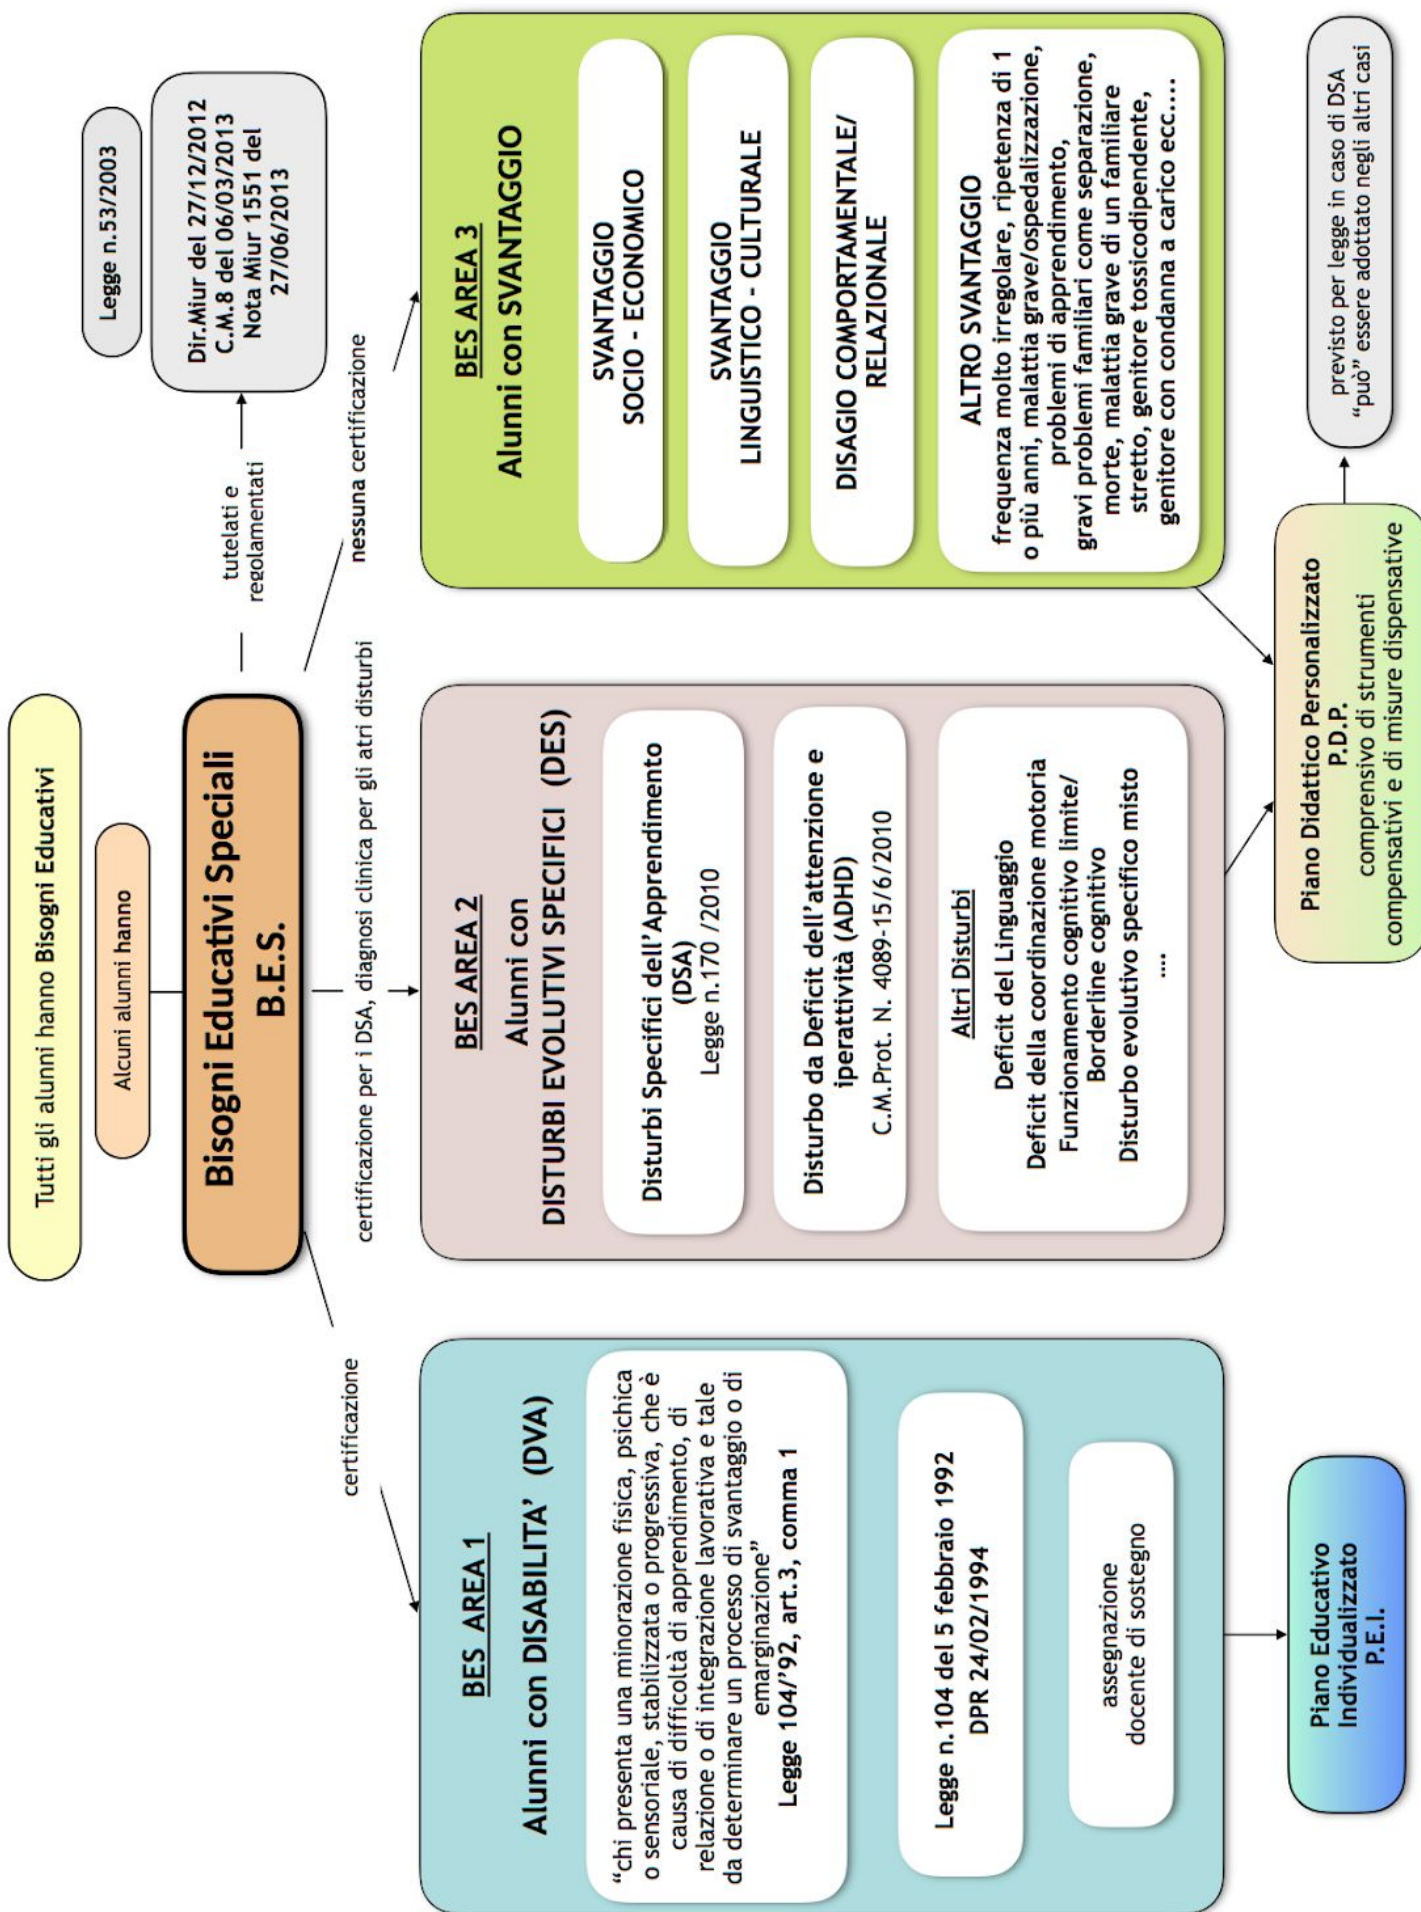 Tutti gli alunni hanno Bisogni Educativi
Alcuni alunni hanno
Bisogni Educativi Speciali
B.E.S.
tutelati e
regolamentati
Legge n.53/2003
Dir.Miur del 27/12/2012
C.M.8 del 06/03/2013
Nota Miur 1551 del
27/06/2013
certificazione
certificazione per i DSA, diagnosi clinica per gli atri disturbi
nessuna certificazione
BES AREA 1
Alunni con DISABILITA' (DVA)
“chi presenta una minorazione fisica, psichica
o sensoriale, stabilizzata o progressiva, che è
causa di difficoltà di apprendimento, di
relazione o di integrazione lavorativa e tale
da determinare un processo di svantaggio o di
emarginazione”
Legge 104/'92, art.3, comma 1
Legge n.104 del 5 febbraio 1992
DPR 24/02/1994
assegnazione
docente di sostegno
Piano Educativo
Individualizzato
P.E.I.
BES AREA 2
Alunni con
DISTURBI EVOLUTIVI SPECIFICI (DES)
Disturbi Specifici dell'Apprendimento
(DSA)
Legge n.170 /2010
Disturbo da Deficit dell'attenzione e
iperattività (ADHD)
C.M.Prot. N. 4089-15/6/2010
Altri Disturbi
Deficit del Linguaggio
Deficit della coordinazione motoria
Funzionamento cognitivo limite/
Borderline cognitivo
Disturbo evolutivo specifico misto
....
BES AREA 3
Alunni con SVANTAGGIO
SVANTAGGIO
SOCIO - ECONOMICO
SVANTAGGIO
LINGUISTICO - CULTURALE
DISAGIO COMPORTAMENTALE/
RELAZIONALE
ALTRO SVANTAGGIO
frequenza molto irregolare, ripetenza di 1
o più anni, malattia grave/ospedalizzazione,
problemi di apprendimento,
gravi problemi familiari come separazione,
morte, malattia grave di un familiare
stretto, genitore tossicodipendente,
genitore con condanna a carico ecc....
Piano Didattico Personalizzato
P.D.P.
comprensivo di strumenti
compensativi e di misure dispensative
previsto per legge in caso di DSA
“può” essere adottato negli altri casi